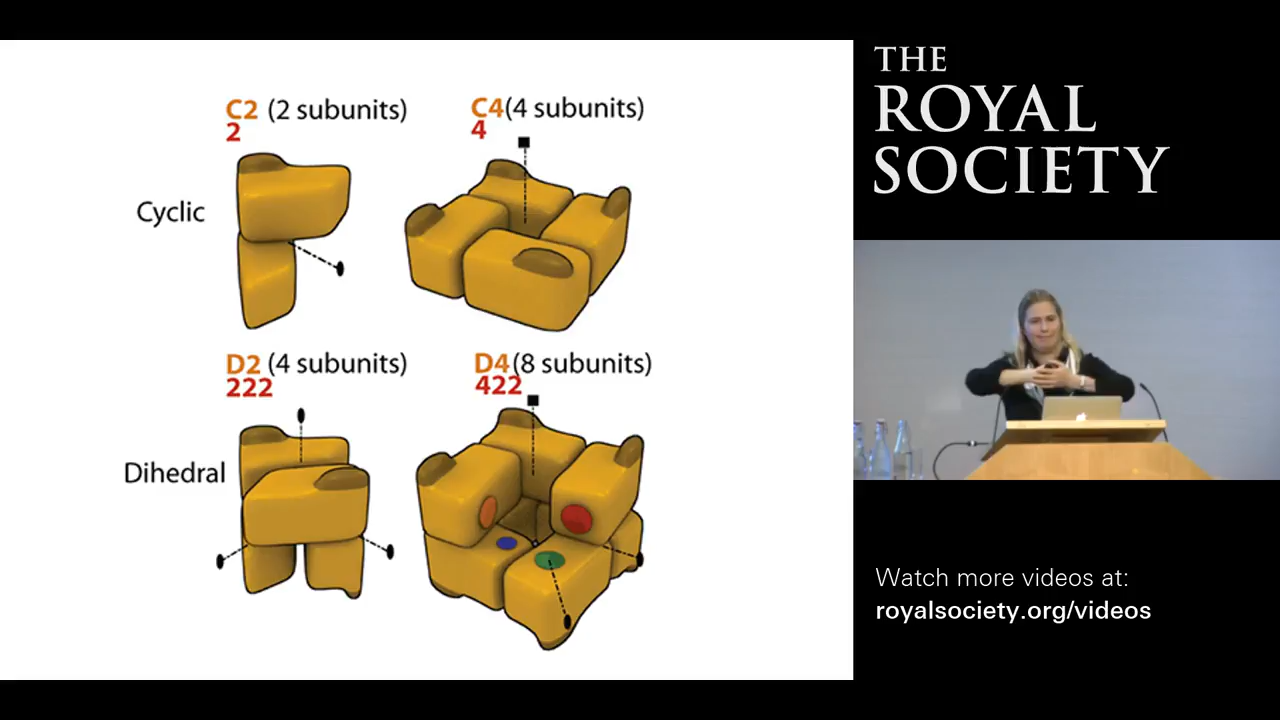 C2 (2 subunits)
2
C4(4 subunits)
4
Cyclic
D2 (4 subunits)
222
D4(8 subunits)
422
Dihedral
THE
ROYAL
SOCIETY
Watch more videos at:
royalsociety.org/videos